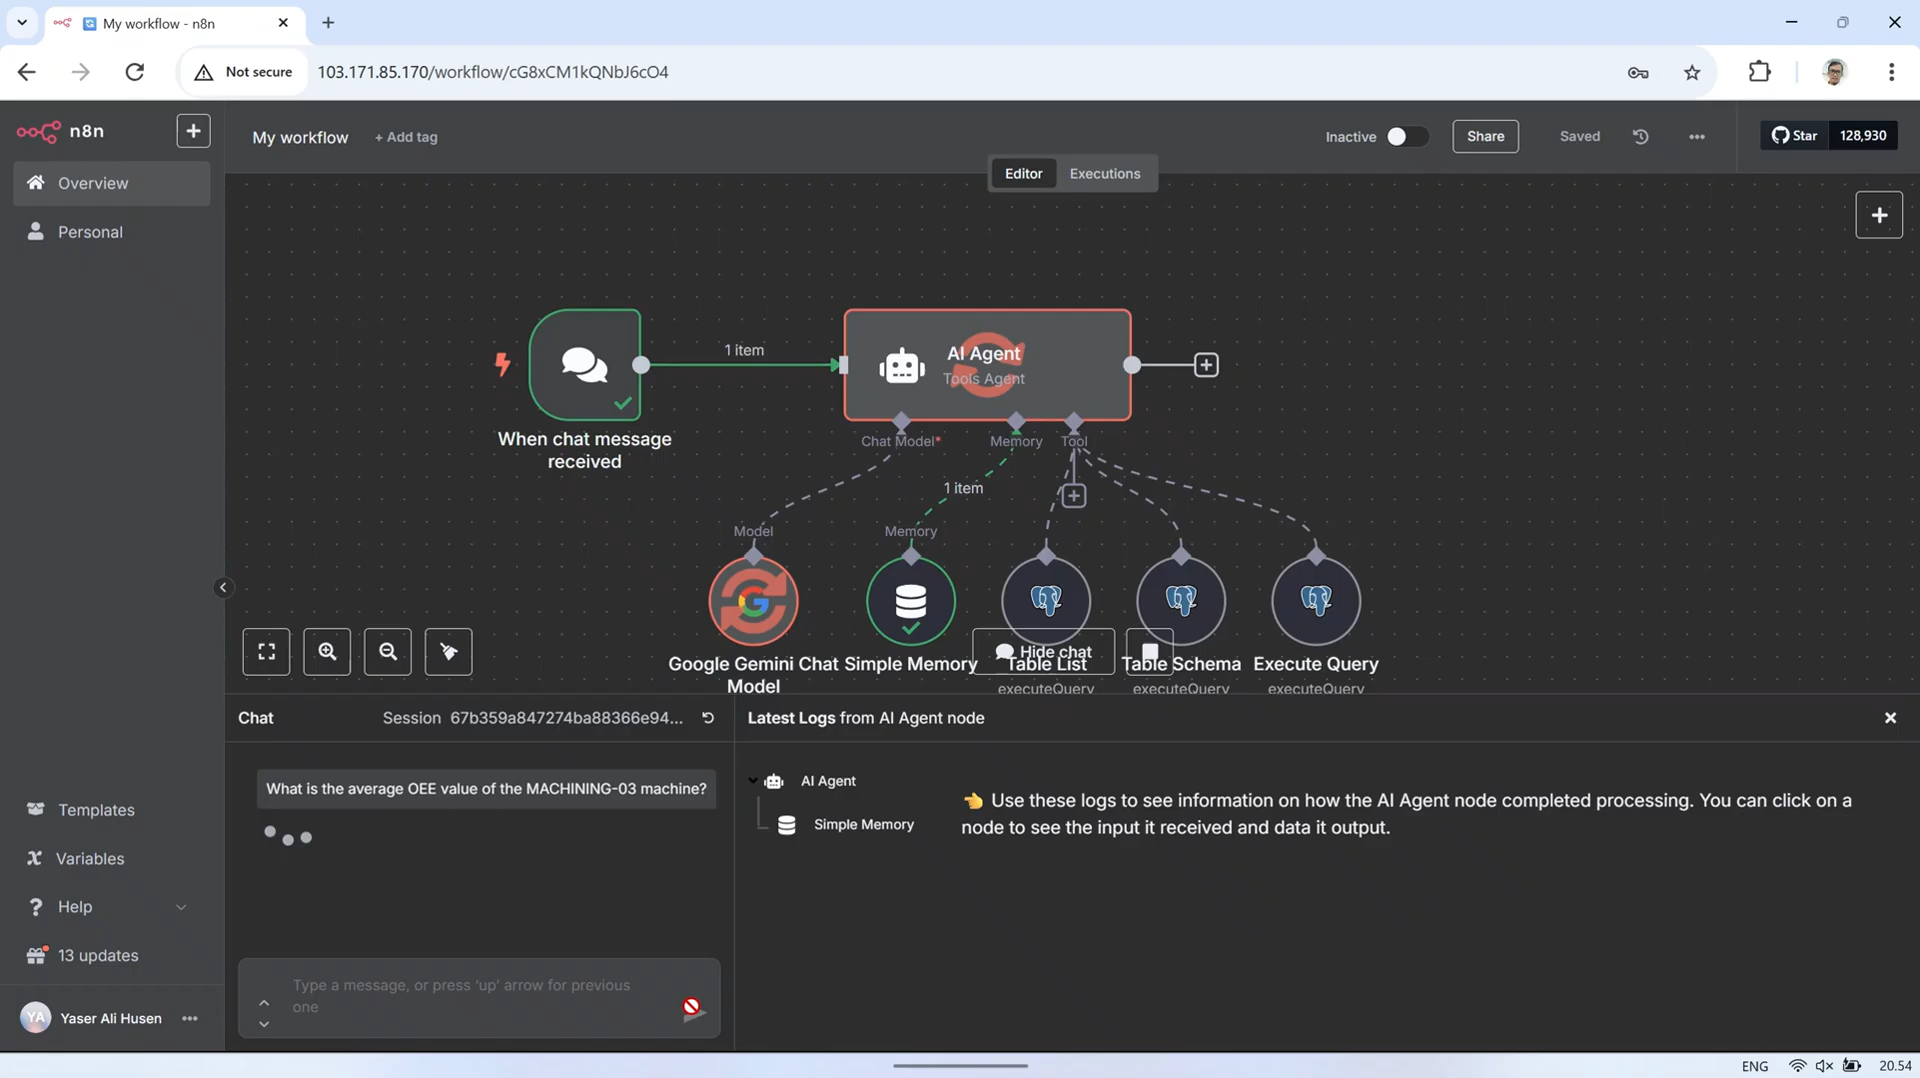 My workflow - n8n
Not secure
103.171.85.170/workflow/cG8xCM1kQNbJ6cO4
n8n
My workflow
+ Add tag
Inactive
Share
Saved
Star
128,930
Overview
Editor
Executions
Personal
1 item
AI Agent
Tools Agent
When chat message
received
Chat Model*
Memory
Tool
1 item
Model
Memory
Hide chat
Google Gemini Chat
Model
Simple Memory
Table List
executeQuery
Table Schema
executeQuery
Execute Query
executeQuery
Chat
Session 67b359a847274ba88366e94...
Latest Logs from AI Agent node
What is the average OEE value of the MACHINING-03 machine?
AI Agent
Simple Memory
👈 Use these logs to see information on how the AI Agent node completed processing. You can click on a
node to see the input it received and data it output.
Templates
Variables
Help
13 updates
Type a message, or press 'up' arrow for previous
one
YA
Yaser Ali Husen
ENG
20.54